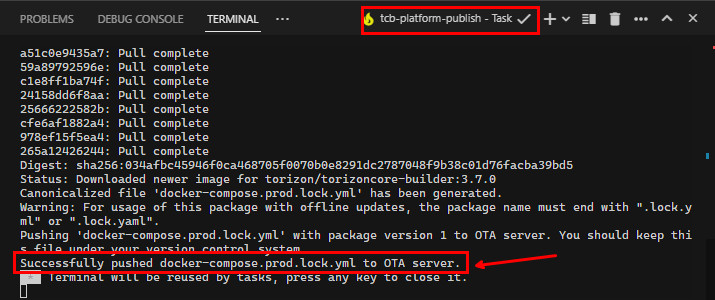 PROBLEMS DEBUG CONSOLE TERMINAL ··· tcb-platform-publish - Task
a51c0e9435a7: Pull complete
59a89792596e: Pull complete
c1e8ff1ba74f: Pull complete
24158dd6f8aa: Pull complete
25666222582b: Pull complete
cfe6af1882a4: Pull complete
978ef15f5ea4: Pull complete
265a12426244: Pull complete
Digest: sha256:034afbc45946f0ca468705f0070b0e8291dc2787048f9b38c01d76facba39bd5
Status: Downloaded newer image for torizon/torizoncore-builder:3.7.0
Canonicalized file 'docker-compose.prod.lock.yml' has been generated.
Warning: For usage of this package with offline updates, the package name must end with ".lock.y
ml" or ".lock.yaml".
Pushing 'docker-compose.prod.lock.yml' with package version 1 to OTA server. You should keep thi
s file under your version control system.
Successfully pushed docker-compose.prod.lock.yml to OTA server.
* Terminal will be reused by tasks, press any key to close it.